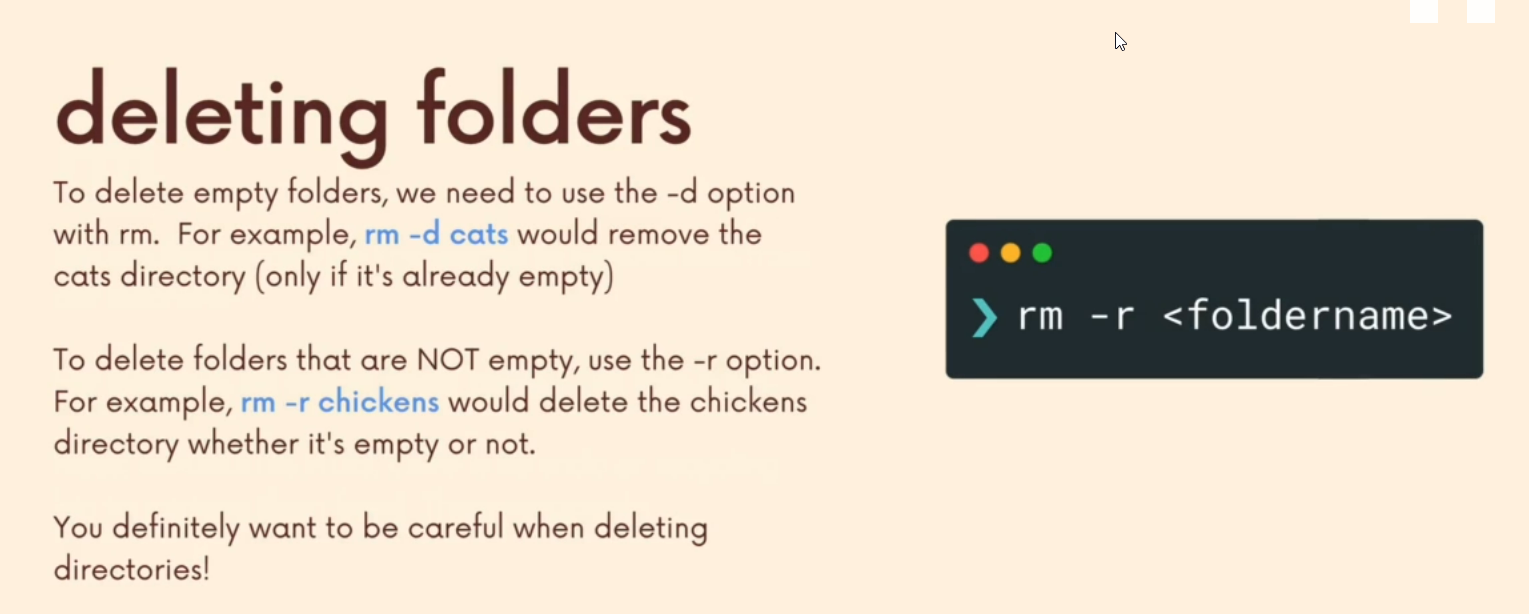 deleting folders
To delete empty folders, we need to use the -d option
with rm.  For example, rm -d cats would remove the
cats directory (only if it's already empty)
To delete folders that are NOT empty, use the -r option.
For example, rm -r chickens would delete the chickens
directory whether it's empty or not.
You definitely want to be careful when deleting
directories!
❯ rm -r <foldername>